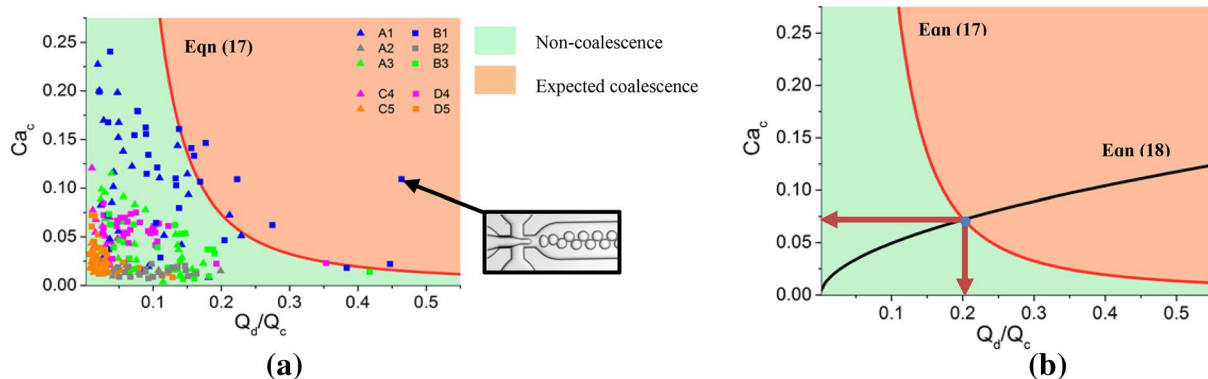 0.25
0.20
0.15
0.10
0.05
0.00
Ca_c
Eqn (17)
A1 B1
A2 B2
A3 B3
C4 D4
C5 D5
0.1 0.2 0.3 0.4 0.5
Q_d/Q_c
(a)
Non-coalescence
Expected coalescence
0.25
0.20
0.15
0.10
0.05
0.00
Ca_c
Eqn (17)
Eqn (18)
0.1 0.2 0.3 0.4 0.5
Q_d/Q_c
(b)